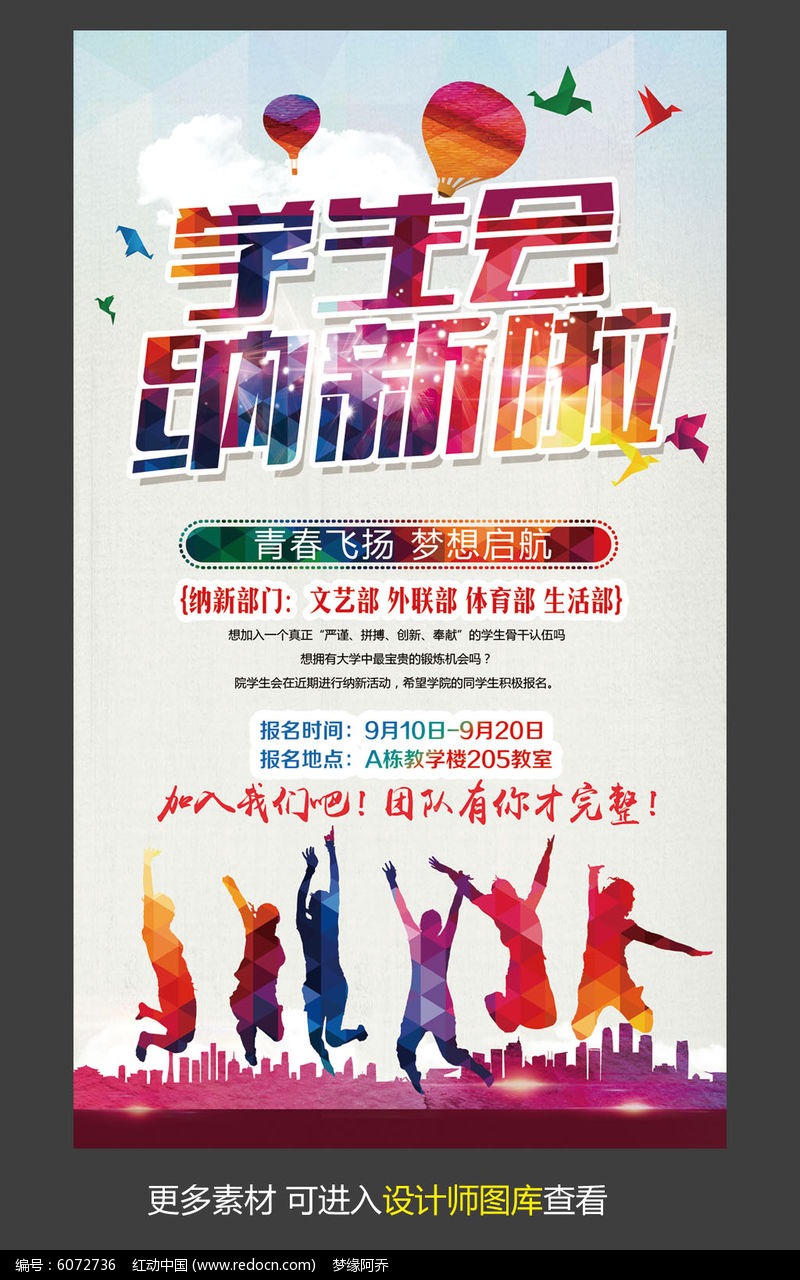 学生会
纳新啦
青春飞扬 梦想启航
{纳新部门：文艺部 外联部 体育部 生活部}
想加入一个真正“严谨、拼搏、创新、奉献”的学生骨干认伍吗
想拥有大学中最宝贵的锻炼机会吗？
院学生会在近期进行纳新活动，希望学院的同学生积极报名。
报名时间：9月10日-9月20日
报名地点：A栋教学楼205教室
加入我们吧！团队有你才完整！
更多素材 可进入设计师图库查看
编号：6072736 红动中国 (www.redocn.com) 梦缘阿乔